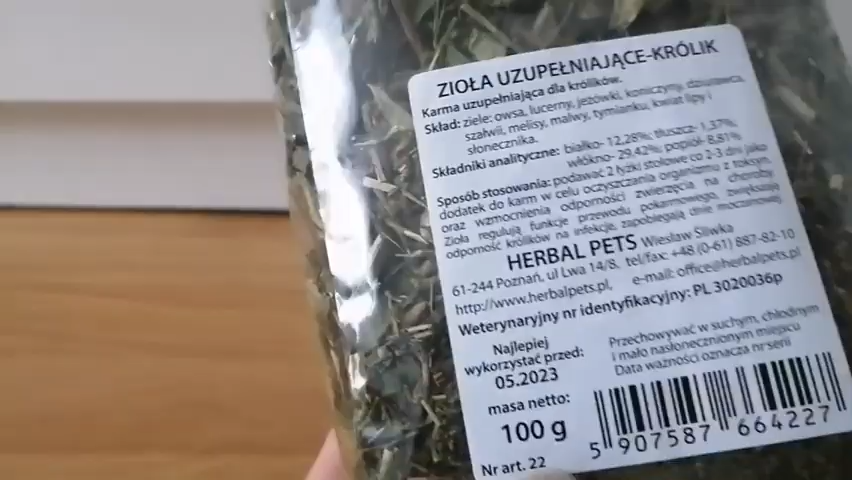 ZIOŁA UZUPEŁNIAJĄCE-KRÓLIK
Karma uzupełniająca dla królików.
Skład: ziele: owsa, lucerny, jeżówki, koniczyny, dziurawca,
szałwii, melisy, malwy, tymianku, kwiat lipy i
słonecznika.
Składniki analityczne: białko- 12,28%; tłuszcz- 1,37%;
włókno- 29,42%; popiół- 8,81%
Sposób stosowania: podawać 2 łyżki stołowe co 2-3 dni jako
dodatek do karm w celu oczyszczania organizmu z toksyn,
oraz wzmocnienia odporności zwierzęcia na choroby.
Zioła regulują funkcje przewodu pokarmowego, zwiększają
odporność królików na infekcje, zapobiegają dnie moczanowej.
HERBAL PETS Wiesław Śliwka
61-244 Poznań, ul Lwa 14/8, tel/fax: +48 (0-61) 887-82-10
http://www.herbalpets.pl, e-mail: office@herbalpets.pl
Weterynaryjny nr identyfikacyjny: PL 3020036p
Najlepiej
wykorzystać przed:
05.2023
masa netto:
100 g
Nr art. 22
Przechowywać w suchym, chłodnym
i mało nasłonecznionym miejscu
Data ważności oznacza nr serii
5 907587 664227